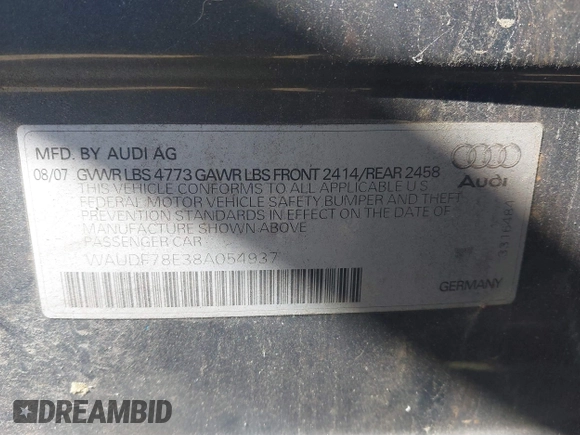 MFD. BY AUDI AG
08/07 GVWR LBS 4773 GAWR LBS FRONT 2414/REAR 2458
THIS VEHICLE CONFORMS TO ALL APPLICABLE U S
FEDERAL MOTOR VEHICLE SAFETY BUMPER AND THEFT
PREVENTION STANDARDS IN EFFECT ON THE DATE OF
MANUFACTURE SHOWN ABOVE
PASSENGER CAR
WAUDF78E38A054937
Audi
GERMANY
DREAMBID